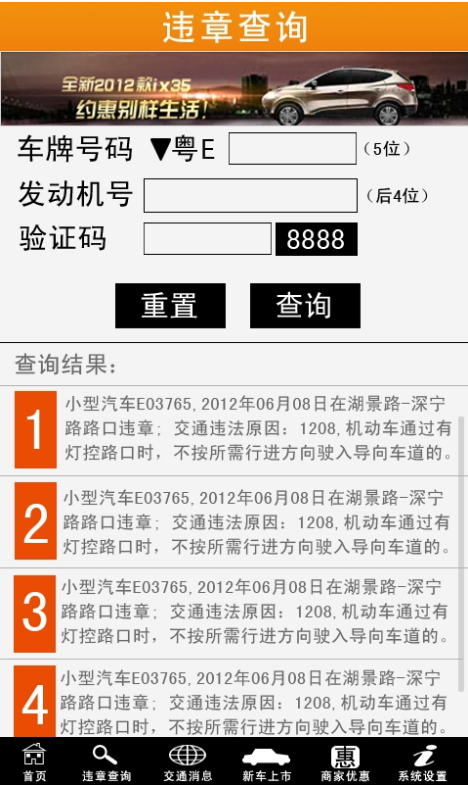 违章查询
全新2012款ix35
约惠别样生活!
车牌号码 ▼粤E （5位）
发动机号 （后4位）
验证码 8888
重置 查询
查询结果：
1
小型汽车E03765,2012年06月08日在湖景路-深宁
路路口违章; 交通违法原因: 1208,机动车通过有
灯控路口时, 不按所需行进方向驶入导向车道的。
2
小型汽车E03765,2012年06月08日在湖景路-深宁
路路口违章; 交通违法原因: 1208,机动车通过有
灯控路口时, 不按所需行进方向驶入导向车道的。
3
小型汽车E03765,2012年06月08日在湖景路-深宁
路路口违章; 交通违法原因: 1208,机动车通过有
灯控路口时, 不按所需行进方向驶入导向车道的。
4
小型汽车E03765,2012年06月08日在湖景路-深宁
路路口违章; 交通违法原因: 1208,机动车通过有
灯控路口时, 不按所需行进方向驶入导向车道的。
惠
首页 违章查询 交通消息 新车上市 商家优惠 系统设置